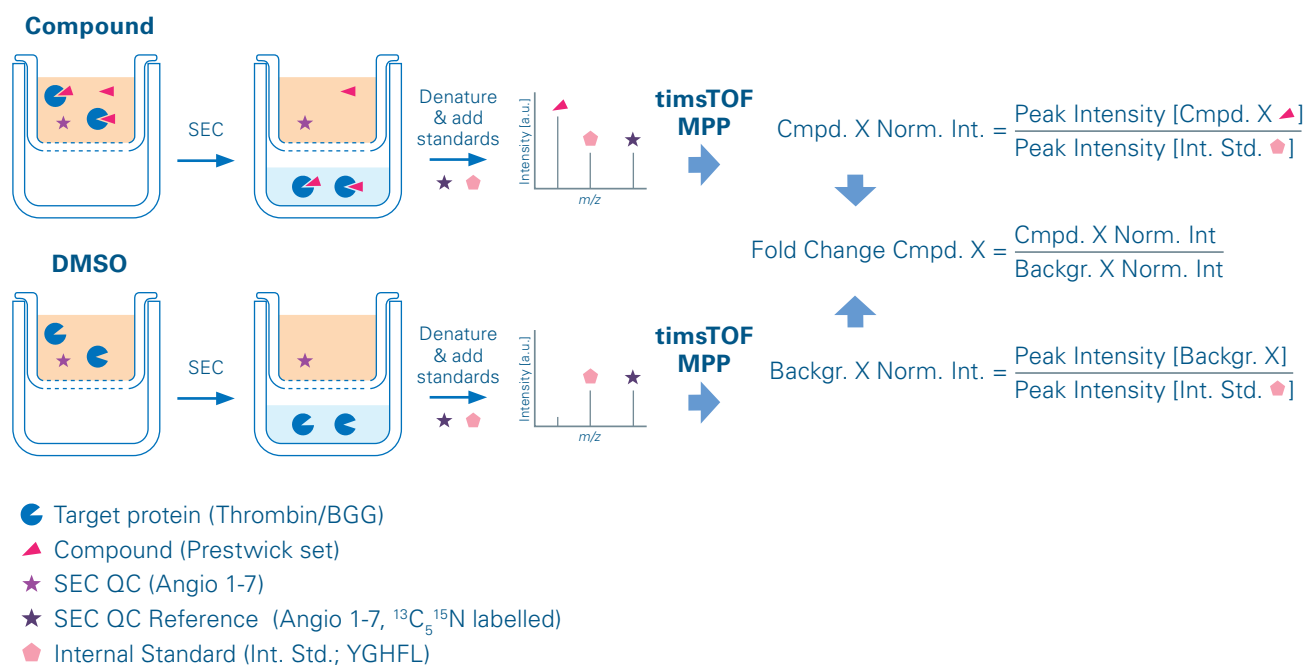 Compound
SEC
Denature
& add
standards
Intensity [a.u.]
m/z
timsTOF
MPP
Cmpd. X Norm. Int. = Peak Intensity [Cmpd. X ]
Peak Intensity [Int. Std. ]
Fold Change Cmpd. X = Cmpd. X Norm. Int
Backgr. X Norm. Int
DMSO
SEC
Denature
& add
standards
Intensity [a.u.]
m/z
timsTOF
MPP
Backgr. X Norm. Int. = Peak Intensity [Backgr. X]
Peak Intensity [Int. Std. ]
Target protein (Thrombin/BGG)
Compound (Prestwick set)
SEC QC (Angio 1-7)
SEC QC Reference (Angio 1-7, ¹³C₅¹⁵N labelled)
Internal Standard (Int. Std.; YGHFL)